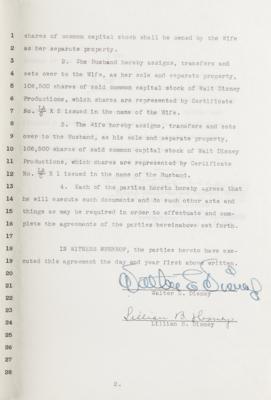 1 shares of common capital stock shall be owned by the Wife
2 as her separate property.
3 2. The Husband hereby assigns, transfers and
4 sets over to the Wife, as her sole and separate property,
5 106,500 shares of said common capital stock of Walt Disney
6 Productions, which shares are represented by Certificate
7 No. X 2 issued in the name of the Wife.
8 3. The Wife hereby assigns, transfers and sets
9 over to the Husband, as his sole and separate property,
10 106,500 shares of said common capital stock of Walt Disney
11 Productions, which shares are represented by Certificate
12 No. X 1 issued in the name of the Husband.
13 4. Each of the parties hereto hereby agrees that
14 he will execute such documents and do such other acts and
15 things as may be required in order to effectuate and com-
16 plete the agreements of the parties hereinabove set forth.
17
18 IN WITNESS WHEREOF, the parties hereto have exe-
19 cuted this agreement the day and year first above written.
20
21 Walter E. Disney
22 Walter E. Disney
23
24 Lillian B. Disney
25 Lillian B. Disney
26
27
28
2.